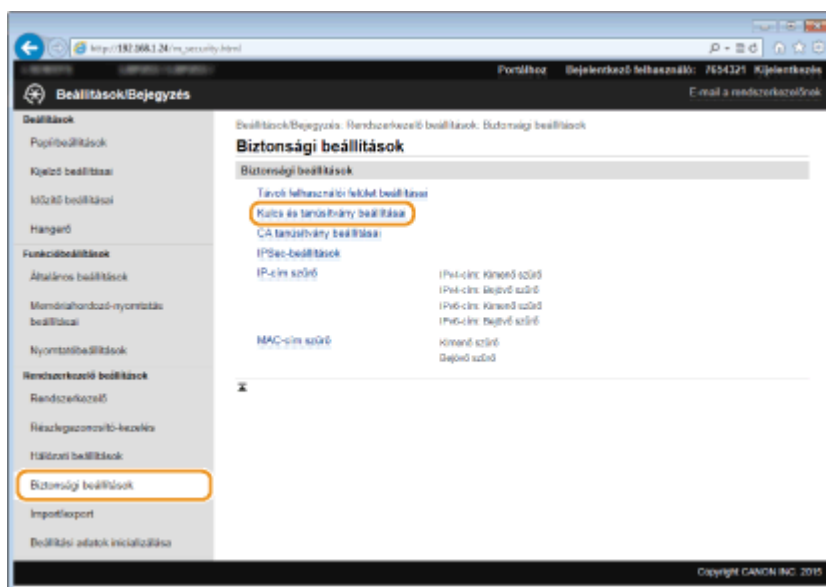 http://192.168.1.24/m_security.html
Portálhoz Bejelentkező felhasználó: 7654321 Kijelentkezés
Beállítások/Bejegyzés
E-mail a rendszerkezelőnek
Beállítások
Papírbeállítások
Kijelző beállításai
Időzítő beállításai
Hangerő
Funkcióbeállítások
Általános beállítások
Memóriahordozó-nyomtatás
beállításai
Nyomtatóbeállítások
Rendszerkezelő beállítások
Rendszerkezelő
Részlegazonosító-kezelés
Hálózati beállítások
Biztonsági beállítások
Import/export
Beállítási adatok inicializálása
Beállítások/Bejegyzés: Rendszerkezelő beállítások: Biztonsági beállítások
Biztonsági beállítások
Biztonsági beállítások
Távoli felhasználói felület beállításai
Kulcs és tanúsítvány beállításai
CA tanúsítvány beállításai
IPSec-beállítások
IP-cím szűrő
IPv4-cím: Kimenő szűrő
IPv4-cím: Bejövő szűrő
IPv6-cím: Kimenő szűrő
IPv6-cím: Bejövő szűrő
MAC-cím szűrő
Kimenő szűrő
Bejövő szűrő
Copyright CANON INC. 2015